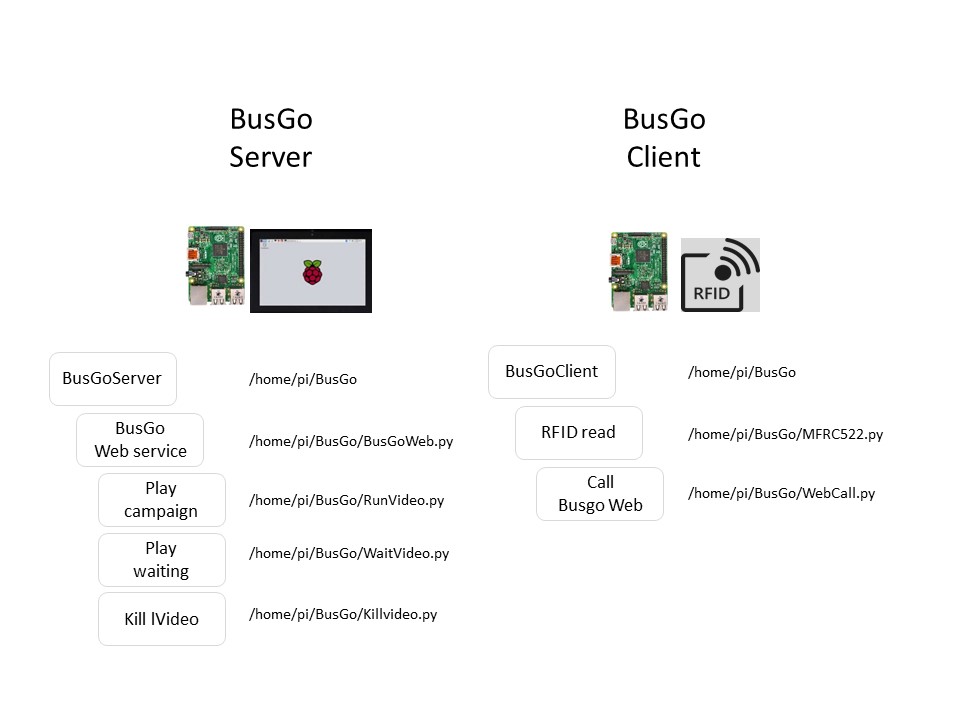 BusGo
Server
BusGo
Client
RFID
BusGoServer
/home/pi/BusGo
BusGo
Web service
/home/pi/BusGo/BusGoWeb.py
Play
campaign
/home/pi/BusGo/RunVideo.py
Play
waiting
/home/pi/BusGo/WaitVideo.py
Kill lVideo
/home/pi/BusGo/Killvideo.py
BusGoClient
/home/pi/BusGo
RFID read
/home/pi/BusGo/MFRC522.py
Call
Busgo Web
/home/pi/BusGo/WebCall.py